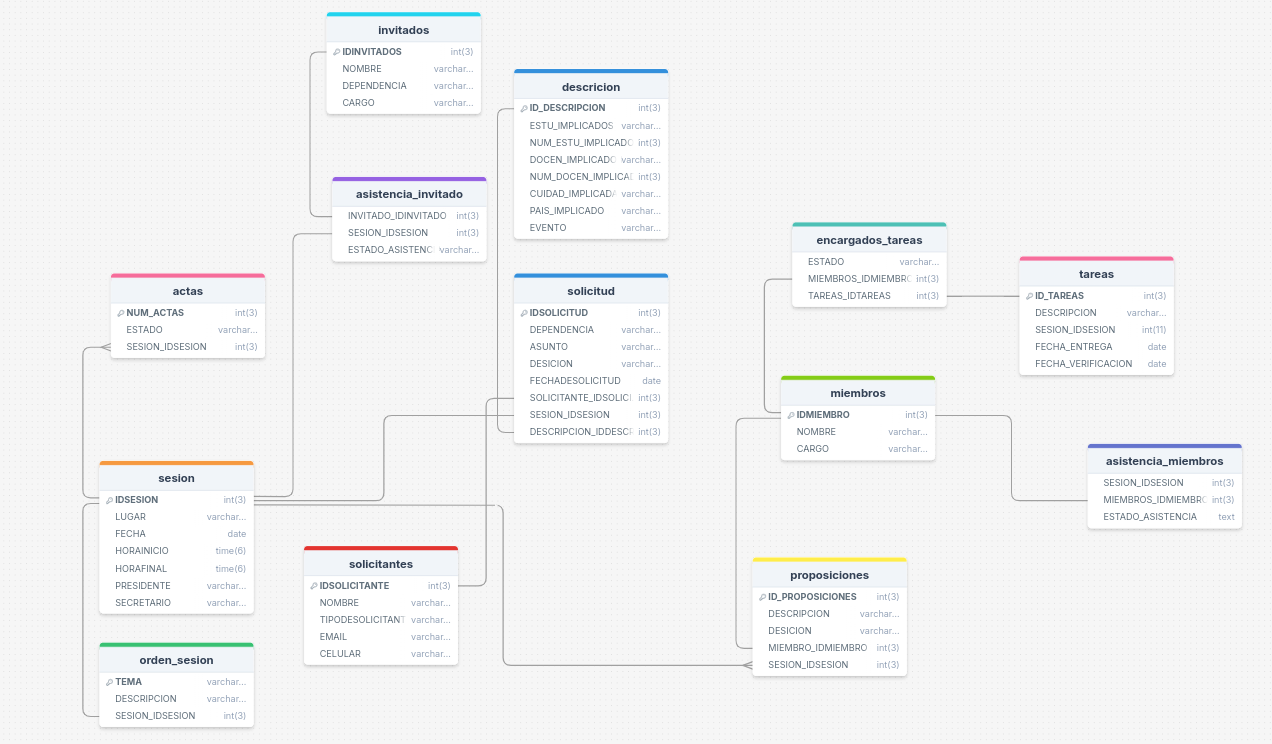 invitados
IDINVITADOS int(3)
NOMBRE varchar...
DEPENDENCIA varchar...
CARGO varchar...
descricion
ID_DESCRIPCION int(3)
ESTU_IMPLICADOS varchar...
NUM_ESTU_IMPLICADO int(3)
DOCEN_IMPLICADO varchar...
NUM_DOCEN_IMPLICA int(3)
CUIDAD_IMPLICADA varchar...
PAIS_IMPLICADO varchar...
EVENTO varchar...
asistencia_invitado
INVITADO_IDINVITADO int(3)
SESION_IDSESION int(3)
ESTADO_ASISTENC varchar...
encargados_tareas
ESTADO varchar...
MIEMBROS_IDMIEMBRO int(3)
TAREAS_IDTAREAS int(3)
tareas
ID_TAREAS int(3)
DESCRIPCION varchar...
SESION_IDSESION int(11)
FECHA_ENTREGA date
FECHA_VERIFICACION date
actas
NUM_ACTAS int(3)
ESTADO varchar...
SESION_IDSESION int(3)
solicitud
IDSOLICITUD int(3)
DEPENDENCIA varchar...
ASUNTO varchar...
DESICION varchar...
FECHADESOLICITUD date
SOLICITANTE_IDSOLIC int(3)
SESION_IDSESION int(3)
DESCRIPCION_IDDESCR int(3)
miembros
IDMIEMBRO int(3)
NOMBRE varchar...
CARGO varchar...
asistencia_miembros
SESION_IDSESION int(3)
MIEMBROS_IDMIEMBRO int(3)
ESTADO_ASISTENCIA text
sesion
IDSESION int(3)
LUGAR varchar...
FECHA date
HORAINICIO time(6)
HORAFINAL time(6)
PRESIDENTE varchar...
SECRETARIO varchar...
solicitantes
IDSOLICITANTE int(3)
NOMBRE varchar...
TIPODESOLICITANT varchar...
EMAIL varchar...
CELULAR varchar...
proposiciones
ID_PROPOSICIONES int(3)
DESCRIPCION varchar...
DESICION varchar...
MIEMBRO_IDMIEMBRO int(3)
SESION_IDSESION int(3)
orden_sesion
TEMA varchar...
DESCRIPCION varchar...
SESION_IDSESION int(3)